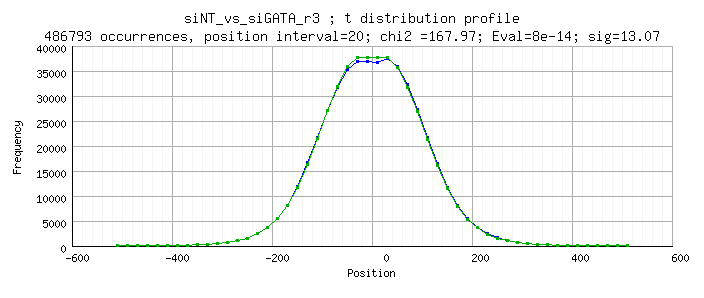 siNT_vs_siGATA_r3 ; t distribution profile
486793 occurrences, position interval=20; chi2 =167.97; Eval=8e-14; sig=13.07
40000
35000
30000
25000
20000
15000
10000
5000
0
Frequency
-600 -400 -200 0 200 400 600
Position